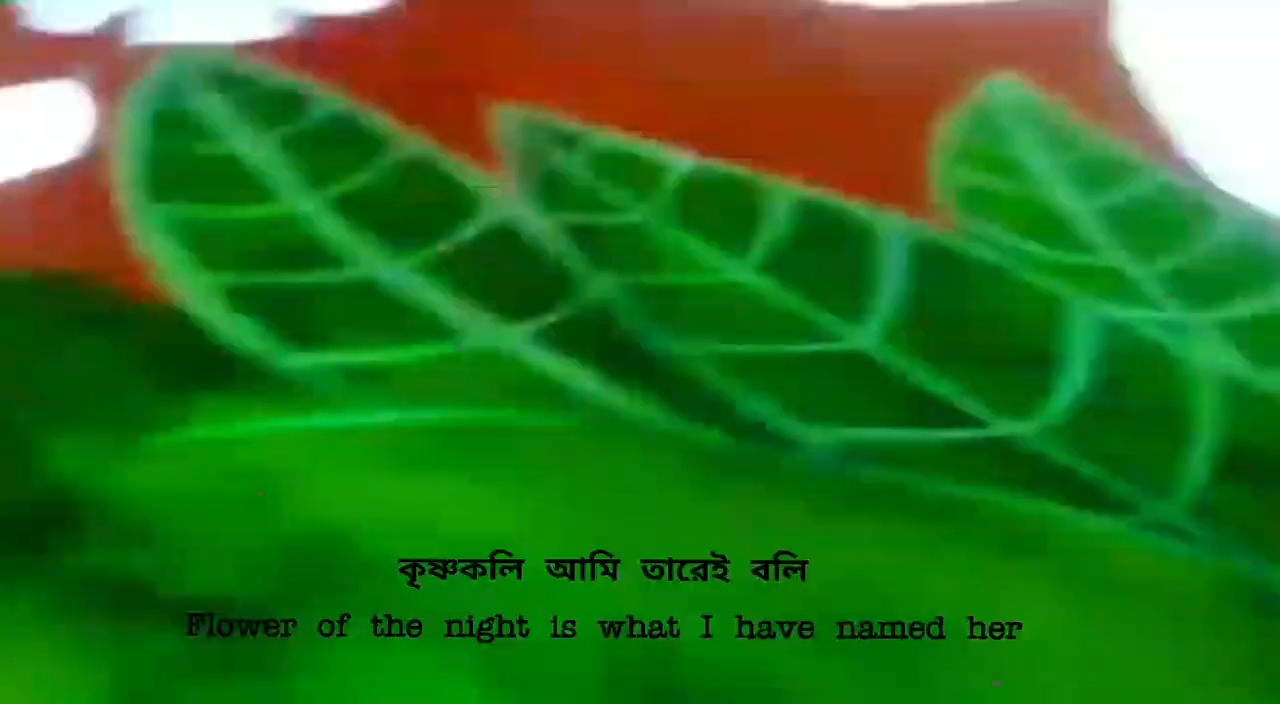 কৃষ্ণকলি আমি তারেই বলি
Flower of the night is what I have named her